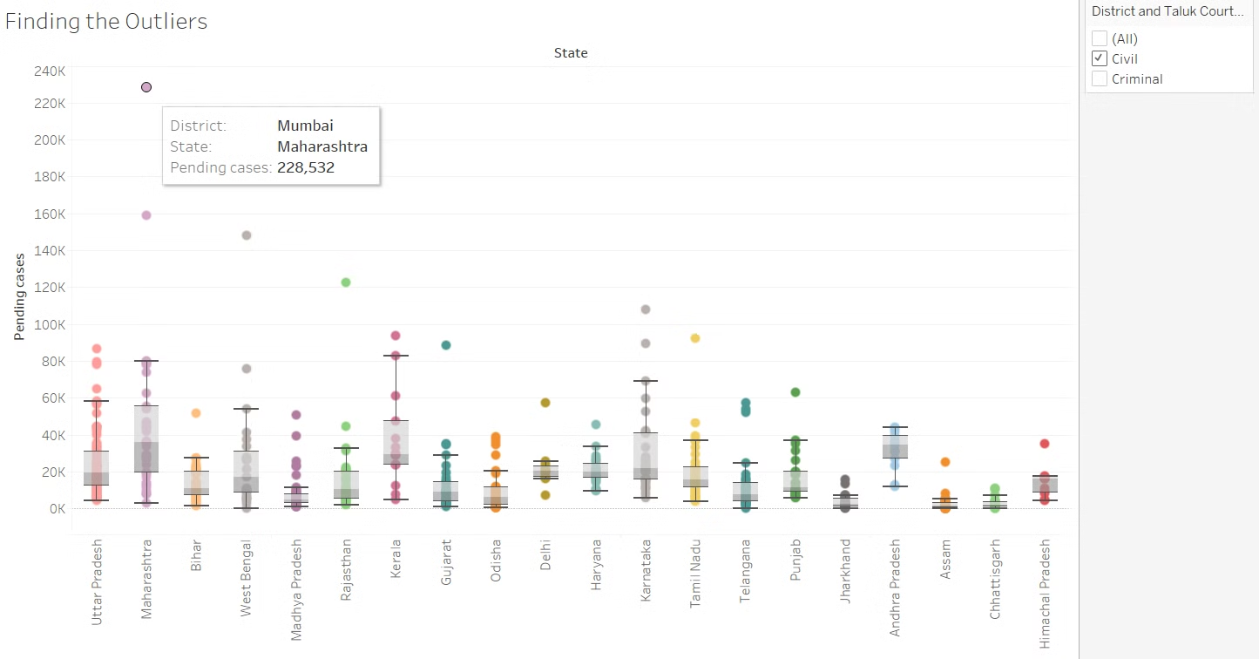 Finding the Outliers
State
Pending cases
240K
220K
200K
180K
160K
140K
120K
100K
80K
60K
40K
20K
0K
District: Mumbai
State: Maharashtra
Pending cases: 228,532
Uttar Pradesh
Maharashtra
Bihar
West Bengal
Madhya Pradesh
Rajasthan
Kerala
Gujarat
Odisha
Delhi
Haryana
Karnataka
Tamil Nadu
Telangana
Punjab
Jharkhand
Andhra Pradesh
Assam
Chhattisgarh
Himachal Pradesh
District and Taluk Court...
(All)
Civil
Criminal